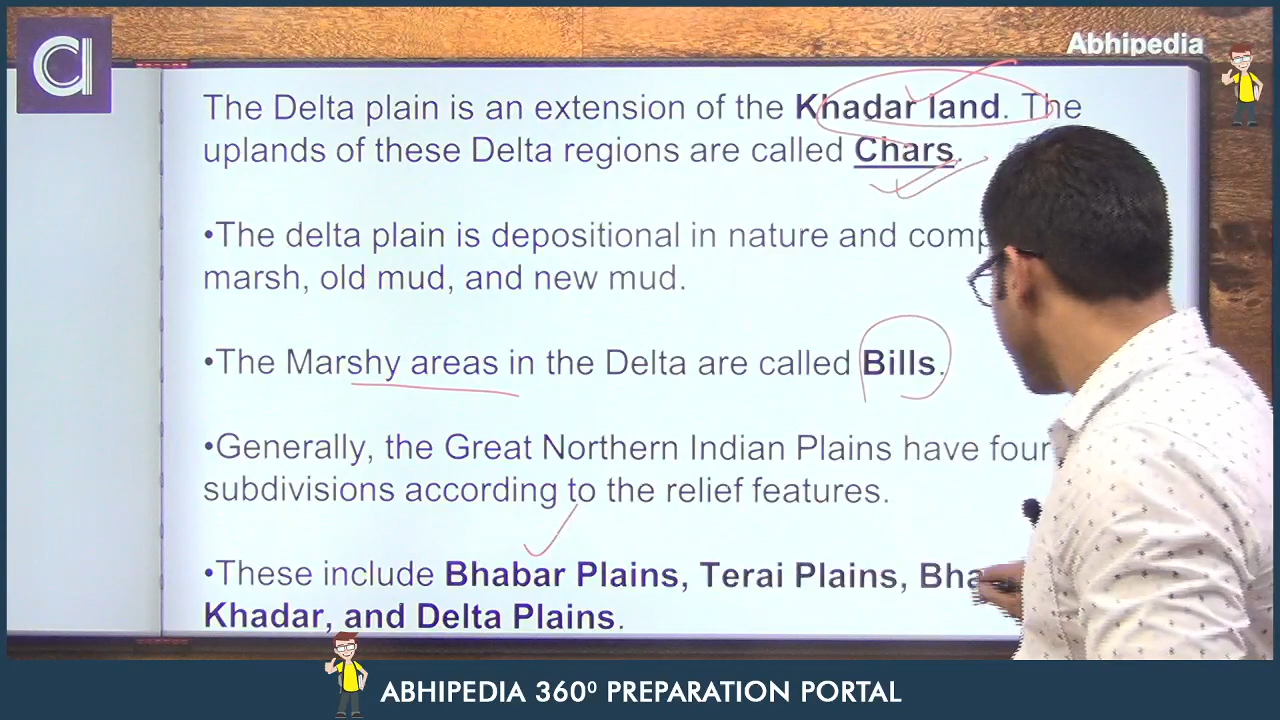 Abhipedia
The Delta plain is an extension of the Khadar land. The
uplands of these Delta regions are called Chars.
•The delta plain is depositional in nature and comp
marsh, old mud, and new mud.
•The Marshy areas in the Delta are called Bills.
•Generally, the Great Northern Indian Plains have four
subdivisions according to the relief features.
•These include Bhabar Plains, Terai Plains, Bha
Khadar, and Delta Plains.
ABHIPEDIA 360⁰ PREPARATION PORTAL